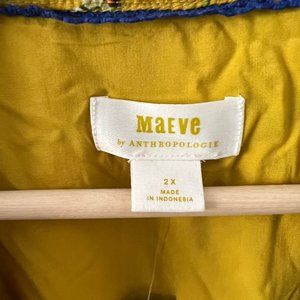 MaEVe
by ANTHROPOLOGIE
2X
MADE
IN INDONESIA